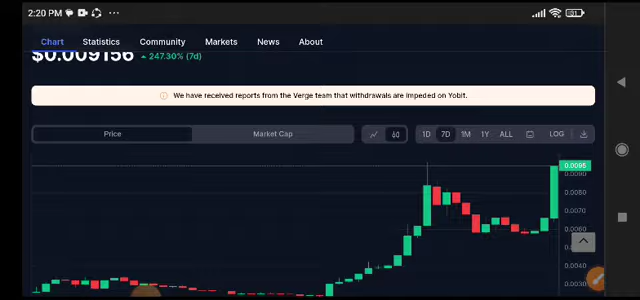 2:20 PM
Chart Statistics Community Markets News About
$0.009156 247.30% (7d)
We have received reports from the Verge team that withdrawals are impeded on Yobit.
Price Market Cap 1D 7D 1M 1Y ALL LOG
0.0095
0.0090
0.0080
0.0070
0.0060
0.0040
0.0030